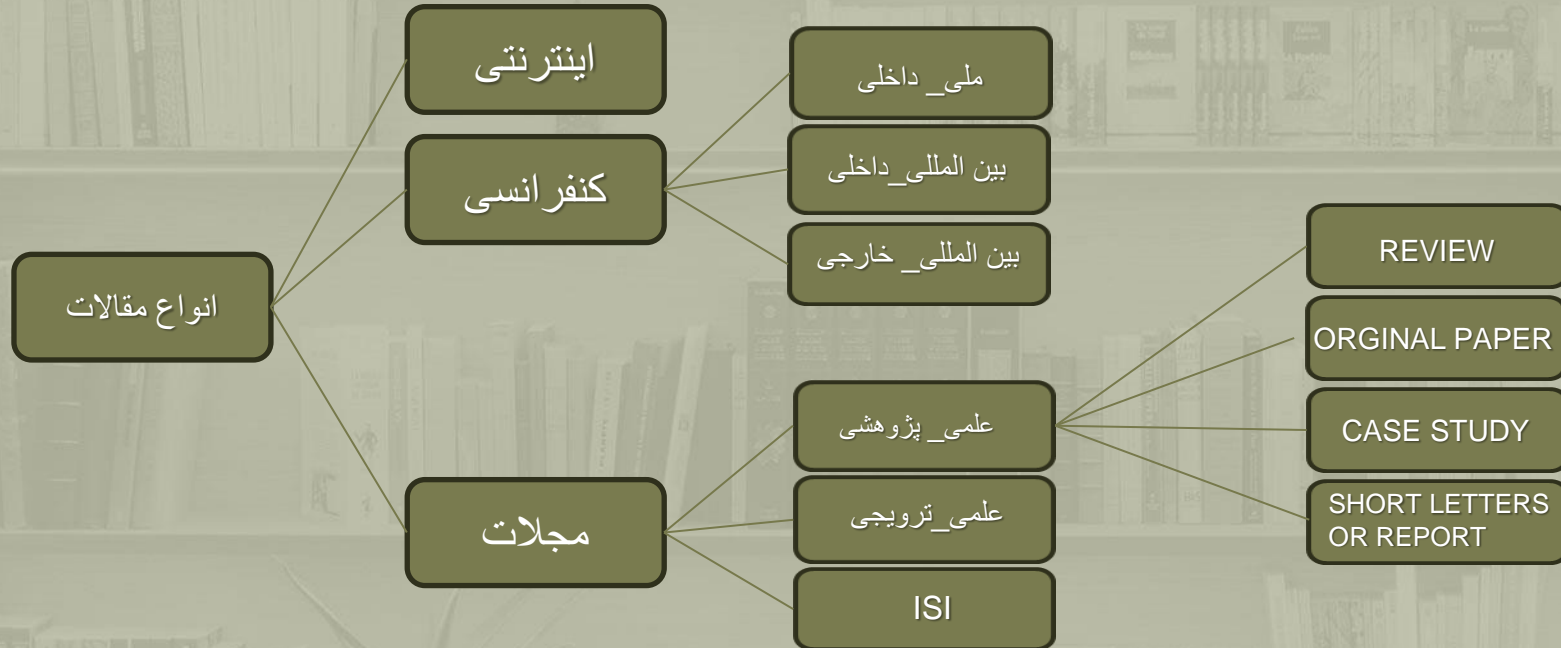 انواع مقالات
اینترنتی
کنفرانسی
مجلات
ملی_ داخلی
بین المللی_داخلی
بین المللی_ خارجی
علمی_ پژوهشی
علمی_ترویجی
ISI
REVIEW
ORGINAL PAPER
CASE STUDY
SHORT LETTERS
OR REPORT